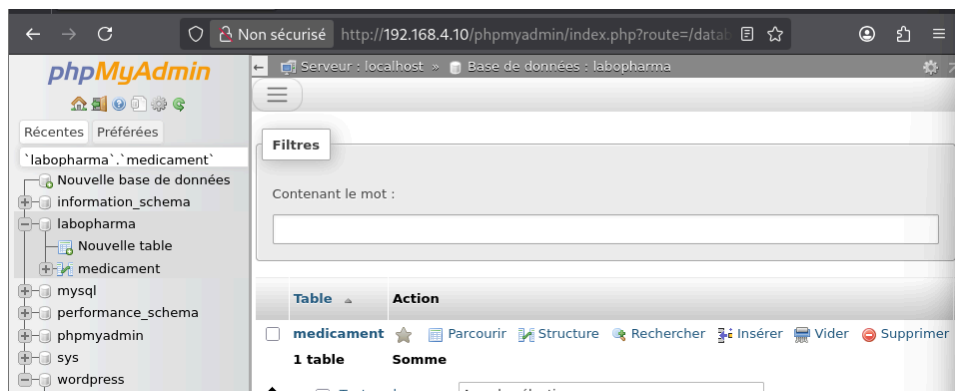 Non sécurisé http://192.168.4.10/phpmyadmin/index.php?route=/datab
phpMyAdmin
Récentes Préférées
`labopharma`.`medicament`
Nouvelle base de données
information_schema
labopharma
Nouvelle table
medicament
mysql
performance_schema
phpmyadmin
sys
wordpress
Serveur : localhost » Base de données : labopharma
Filtres
Contenant le mot :
Table Action
medicament Parcourir Structure Rechercher Insérer Vider Supprimer
1 table Somme